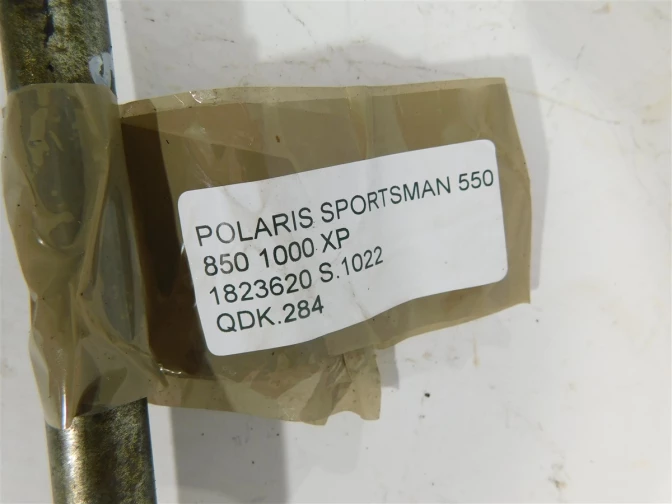 POLARIS SPORTSMAN 550
850 1000 XP
1823620 S.1022
QDK.284